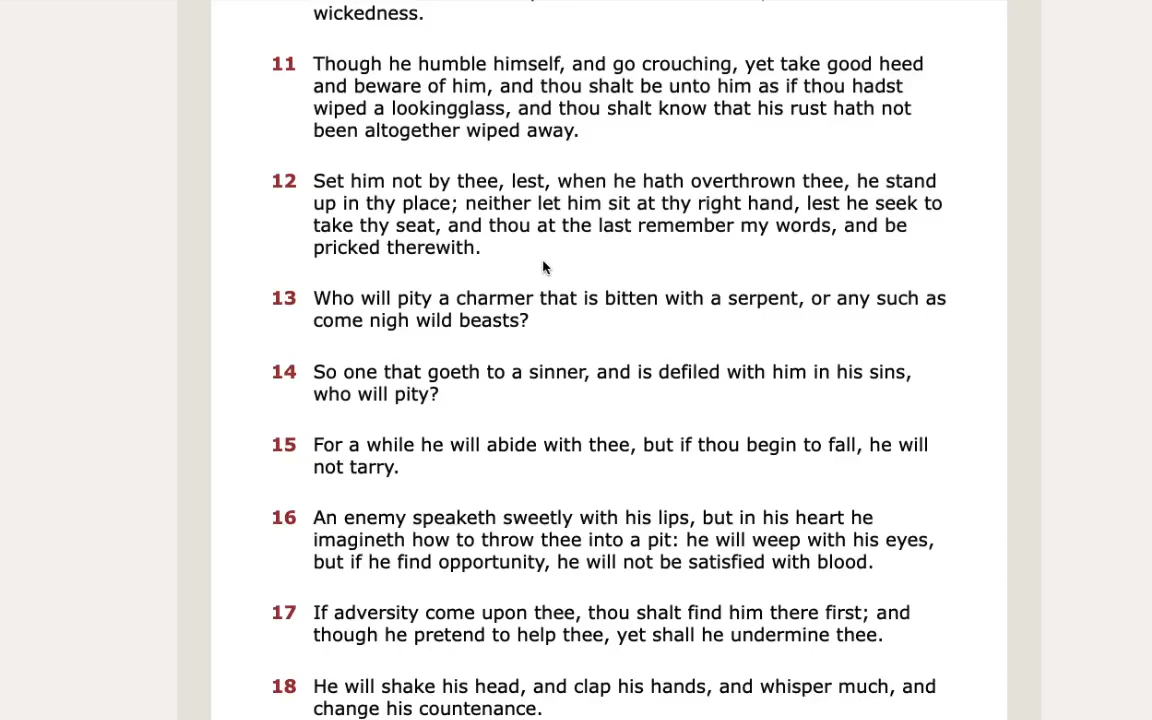 wickedness.
11 Though he humble himself, and go crouching, yet take good heed
and beware of him, and thou shalt be unto him as if thou hadst
wiped a lookingglass, and thou shalt know that his rust hath not
been altogether wiped away.
12 Set him not by thee, lest, when he hath overthrown thee, he stand
up in thy place; neither let him sit at thy right hand, lest he seek to
take thy seat, and thou at the last remember my words, and be
pricked therewith.
13 Who will pity a charmer that is bitten with a serpent, or any such as
come nigh wild beasts?
14 So one that goeth to a sinner, and is defiled with him in his sins,
who will pity?
15 For a while he will abide with thee, but if thou begin to fall, he will
not tarry.
16 An enemy speaketh sweetly with his lips, but in his heart he
imagineth how to throw thee into a pit: he will weep with his eyes,
but if he find opportunity, he will not be satisfied with blood.
17 If adversity come upon thee, thou shalt find him there first; and
though he pretend to help thee, yet shall he undermine thee.
18 He will shake his head, and clap his hands, and whisper much, and
change his countenance.